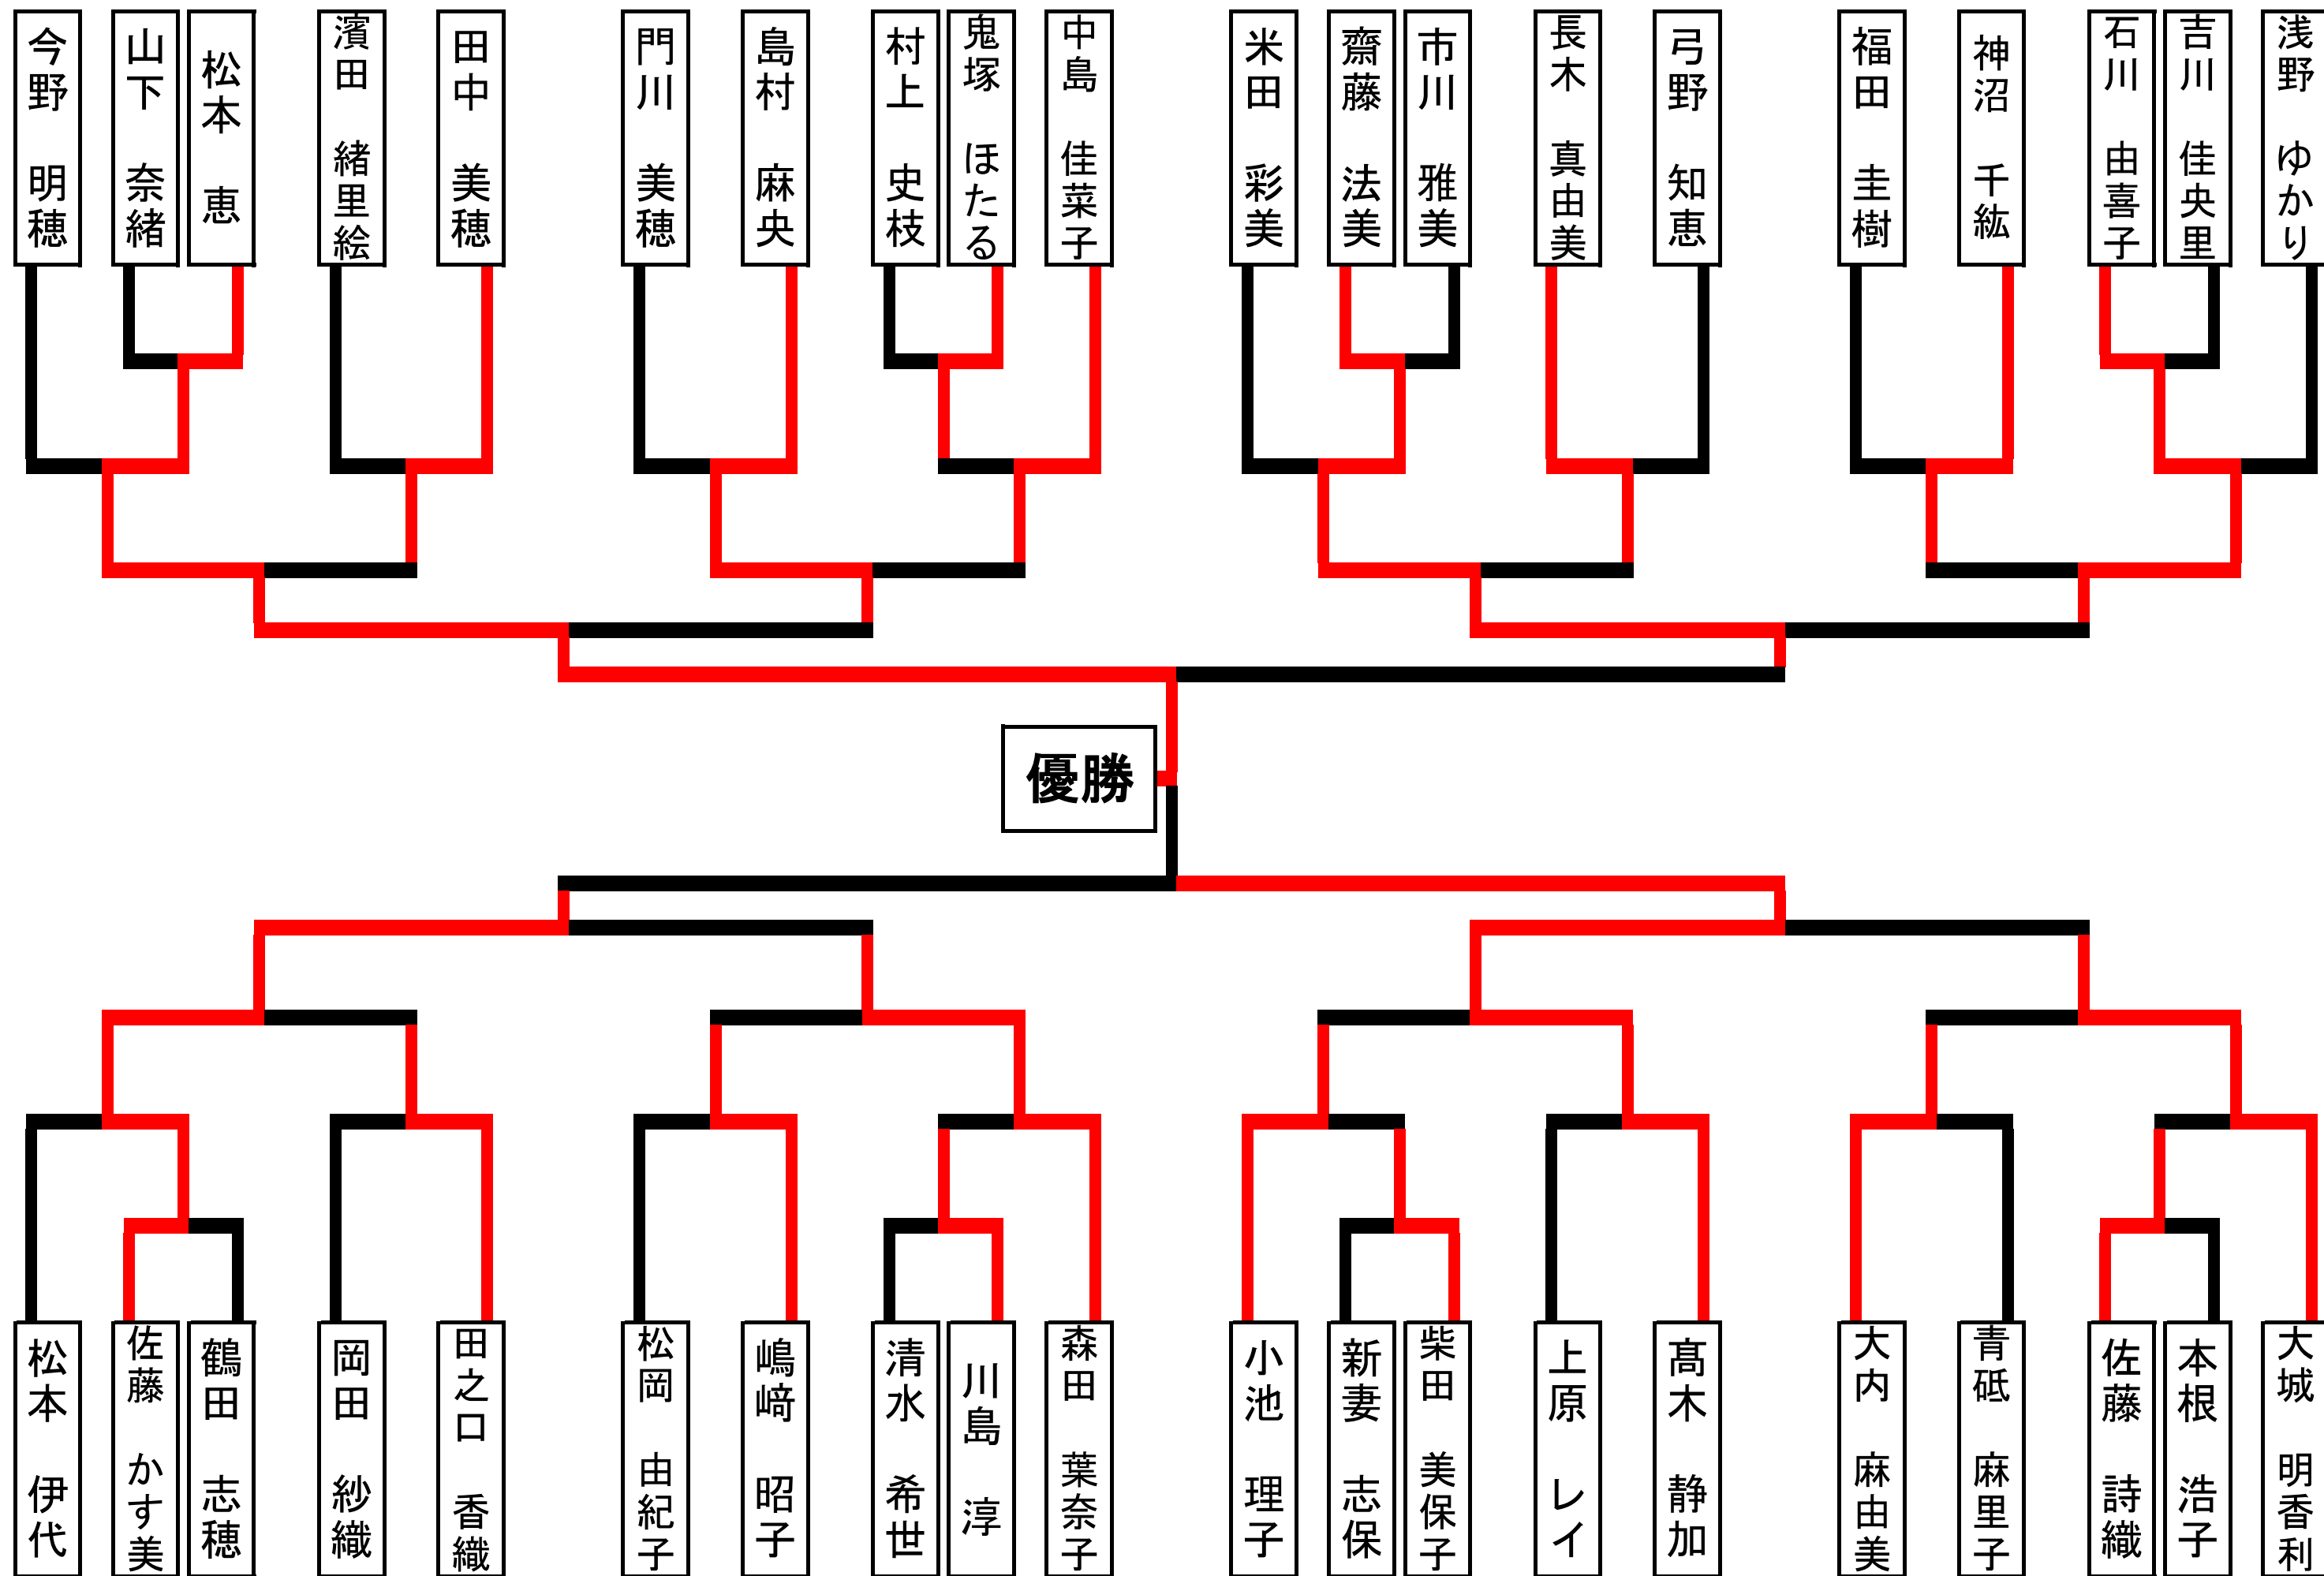 今野 明穂
山下 奈緒
松本 恵
濱田 緒里絵
田中 美穂
門川 美穂
島村 麻央
村上 史枝
鬼塚 ほたる
中島 佳菜子
米田 彩美
齋藤 法美
市川 雅美
長木 真由美
弓野 知恵
福田 圭樹
神沼 千紘
石川 由喜子
吉川 佳央里
浅野 ゆかり
優勝
松本 伊代
佐藤 かす美
鶴田 志穂
岡田 紗織
田之口 香織
松岡 由紀子
嶋﨑 昭子
清水 希世
川島 淳
森田 葉奈子
小池 理子
新妻 志保
柴田 美保子
上原 レイ
髙木 静加
大内 麻由美
青砥 麻里子
佐藤 詩織
本根 浩子
大城 明香利